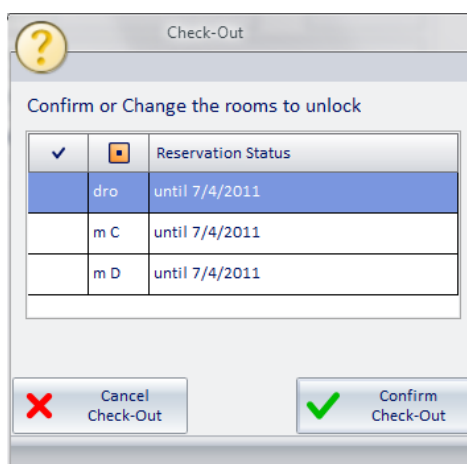 Check-Out
Confirm or Change the rooms to unlock
Reservation Status
dro until 7/4/2011
m C until 7/4/2011
m D until 7/4/2011
Cancel
Check-Out
Confirm
Check-Out